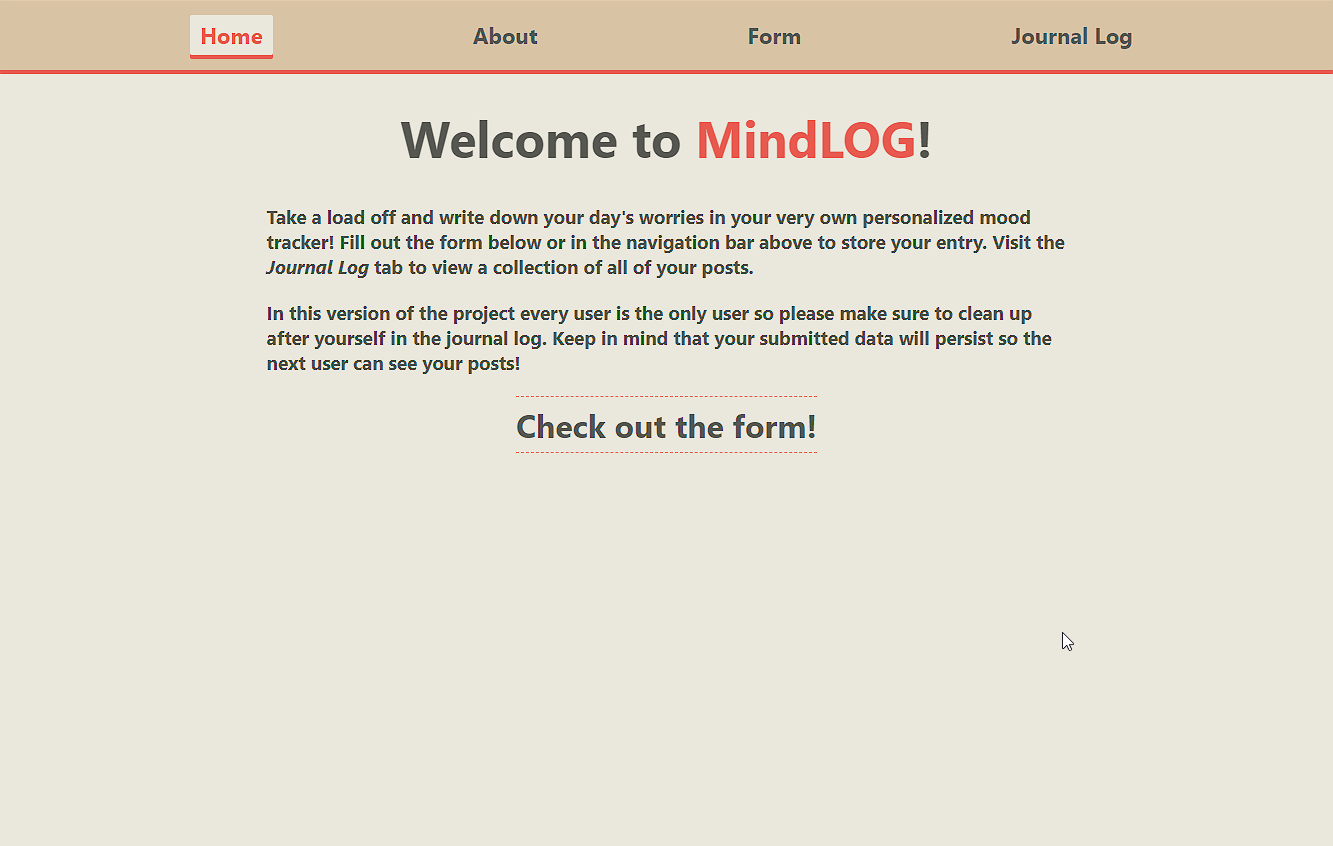 Home About Form Journal Log
Welcome to MindLOG!
Take a load off and write down your day's worries in your very own personalized mood
tracker! Fill out the form below or in the navigation bar above to store your entry. Visit the
Journal Log tab to view a collection of all of your posts.
In this version of the project every user is the only user so please make sure to clean up
after yourself in the journal log. Keep in mind that your submitted data will persist so the
next user can see your posts!
Check out the form!